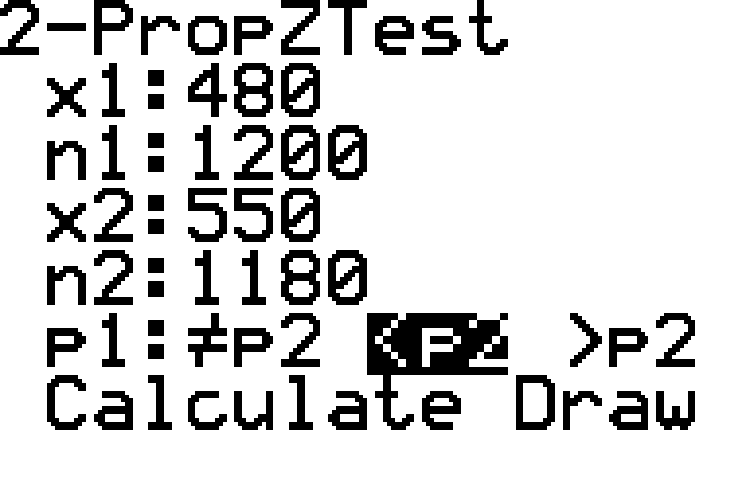 2-PropZTest
x1:480
n1:1200
x2:550
n2:1180
p1:≠p2 <p2 >p2
Calculate Draw